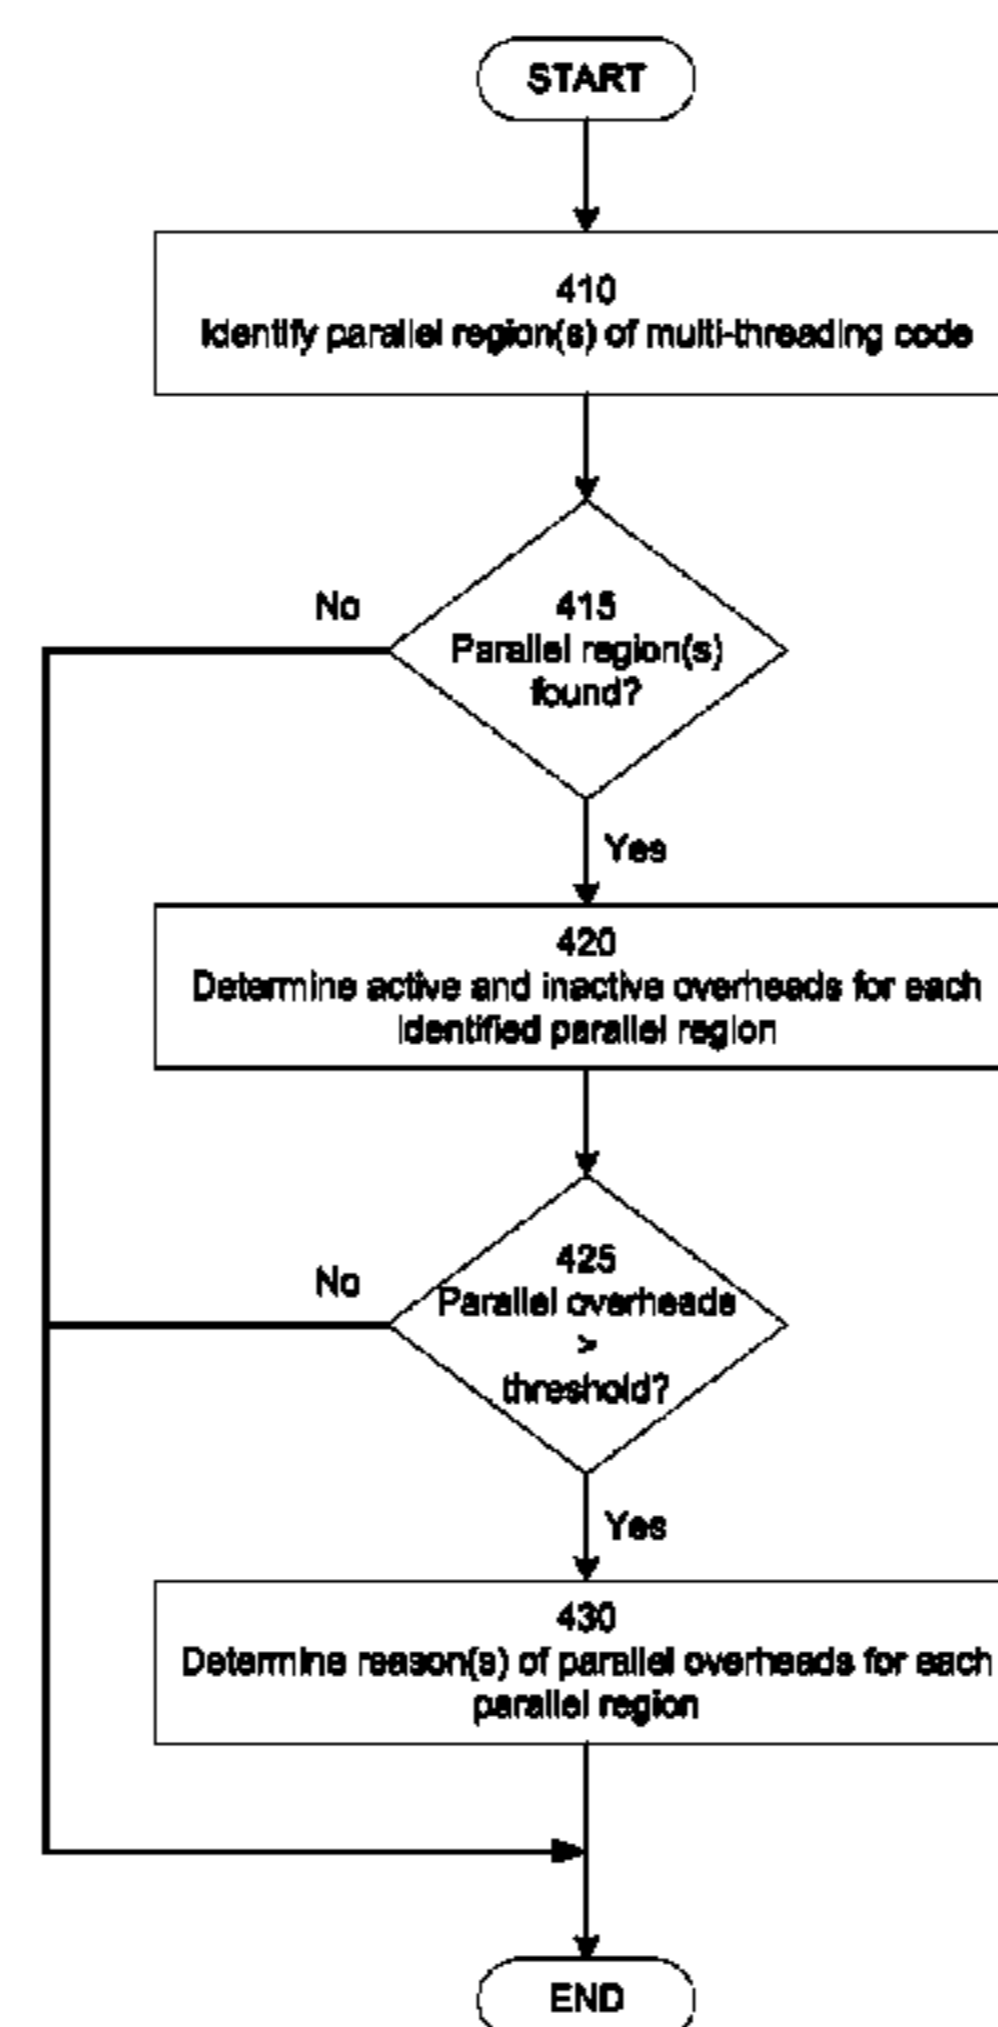 START
410
Identify parallel region(s) of multi-threading code
No
415
Parallel region(s)
found?
Yes
420
Determine active and inactive overheads for each
identified parallel region
No
425
Parallel overheads
>
threshold?
Yes
430
Determine reason(s) of parallel overheads for each
parallel region
END